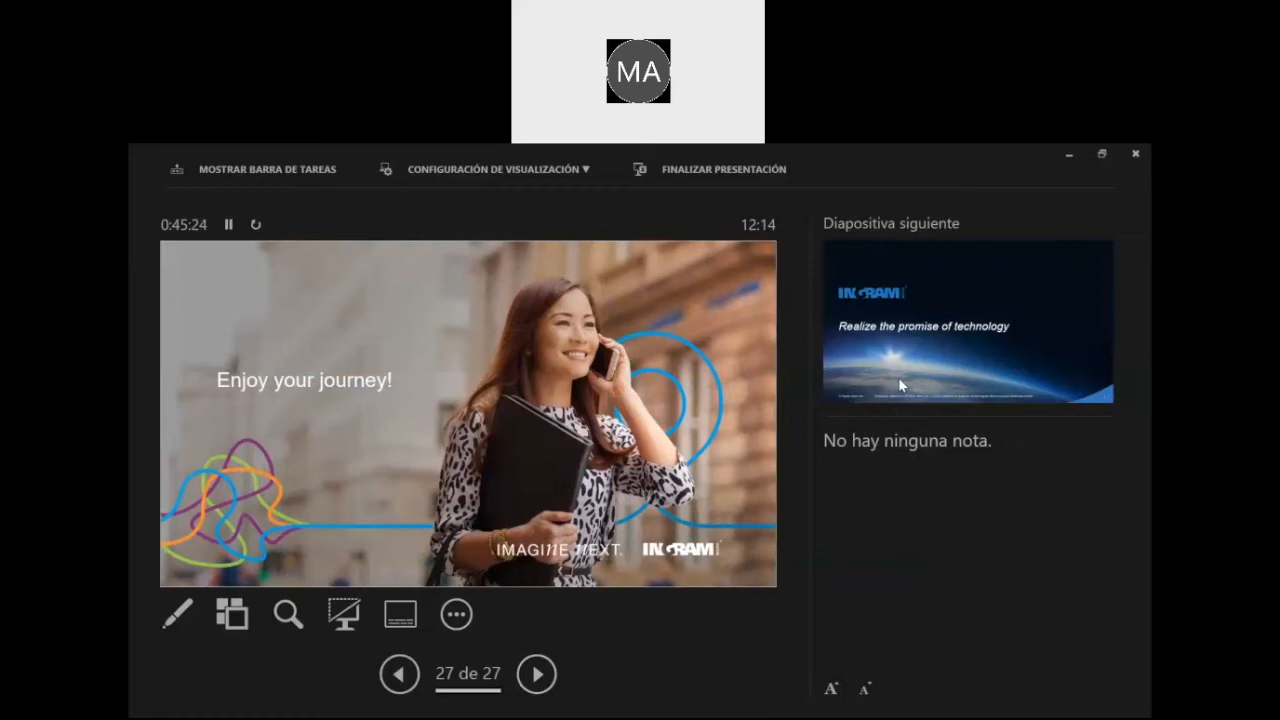 MA
MOSTRAR BARRA DE TAREAS
CONFIGURACIÓN DE VISUALIZACIÓN ▼
FINALIZAR PRESENTACIÓN
0:45:24
12:14
Enjoy your journey!
IMAGINE NEXT.
INGRAM
Diapositiva siguiente
INGRAM
Realize the promise of technology
No hay ninguna nota.
27 de 27
A
A